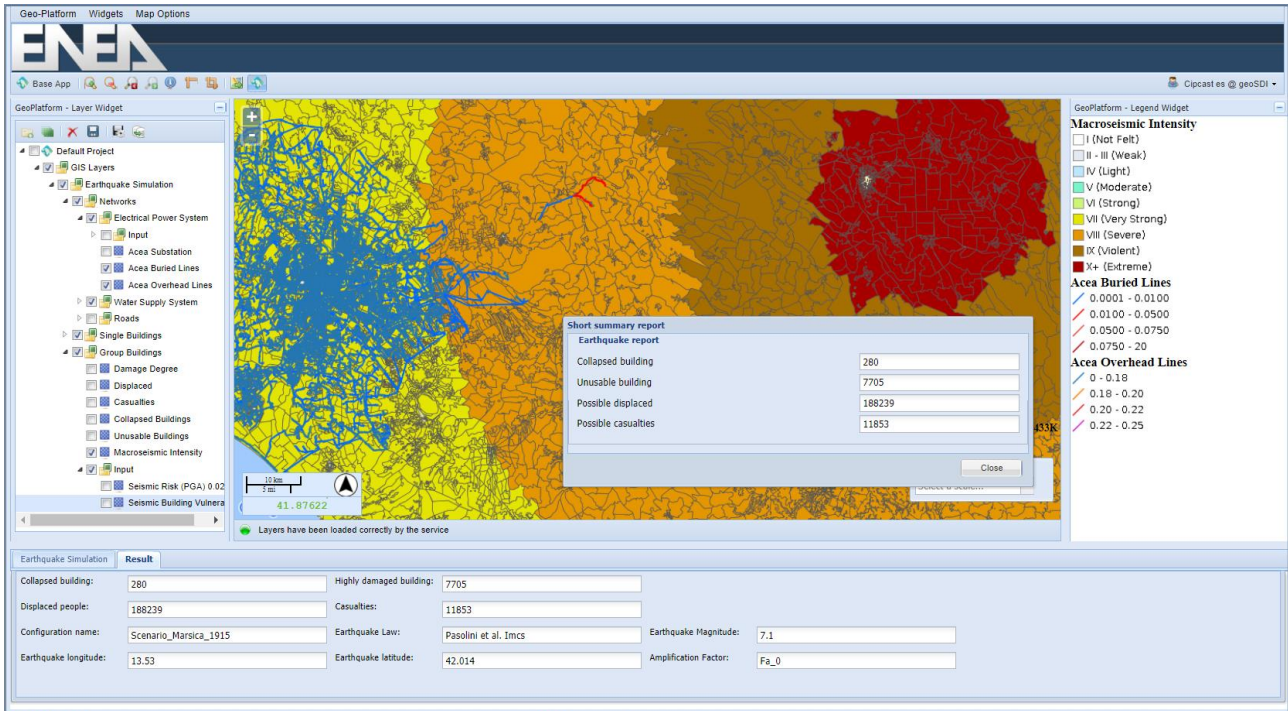 Geo-Platform Widgets Map Options
ENEA
Base App
Cipcast es @ geoSDI
GeoPlatform - Layer Widget
Default Project
GIS Layers
Earthquake Simulation
Networks
Electrical Power System
Input
Acea Substation
Acea Buried Lines
Acea Overhead Lines
Water Supply System
Roads
Single Buildings
Group Buildings
Damage Degree
Displaced
Casualties
Collapsed Buildings
Unusable Buildings
Macroseismic Intensity
Input
Seismic Risk (PGA) 0.02
Seismic Building Vulnera
+
-
10 km
5 mi
41.87622
433K
Select a scale...
Layers have been loaded correctly by the service
Short summary report
Earthquake report
Collapsed building 280
Unusable building 7705
Possible displaced 188239
Possible casualties 11853
Close
GeoPlatform - Legend Widget
Macroseismic Intensity
I (Not Felt)
II - III (Weak)
IV (Light)
V (Moderate)
VI (Strong)
VII (Very Strong)
VIII (Severe)
IX (Violent)
X+ (Extreme)
Acea Buried Lines
0.0001 - 0.0100
0.0100 - 0.0500
0.0500 - 0.0750
0.0750 - 20
Acea Overhead Lines
0 - 0.18
0.18 - 0.20
0.20 - 0.22
0.22 - 0.25
Earthquake Simulation Result
Collapsed building: 280 Highly damaged building: 7705
Displaced people: 188239 Casualties: 11853
Configuration name: Scenario_Marsica_1915 Earthquake Law: Pasolini et al. Imcs Earthquake Magnitude: 7.1
Earthquake longitude: 13.53 Earthquake latitude: 42.014 Amplification Factor: Fa_0